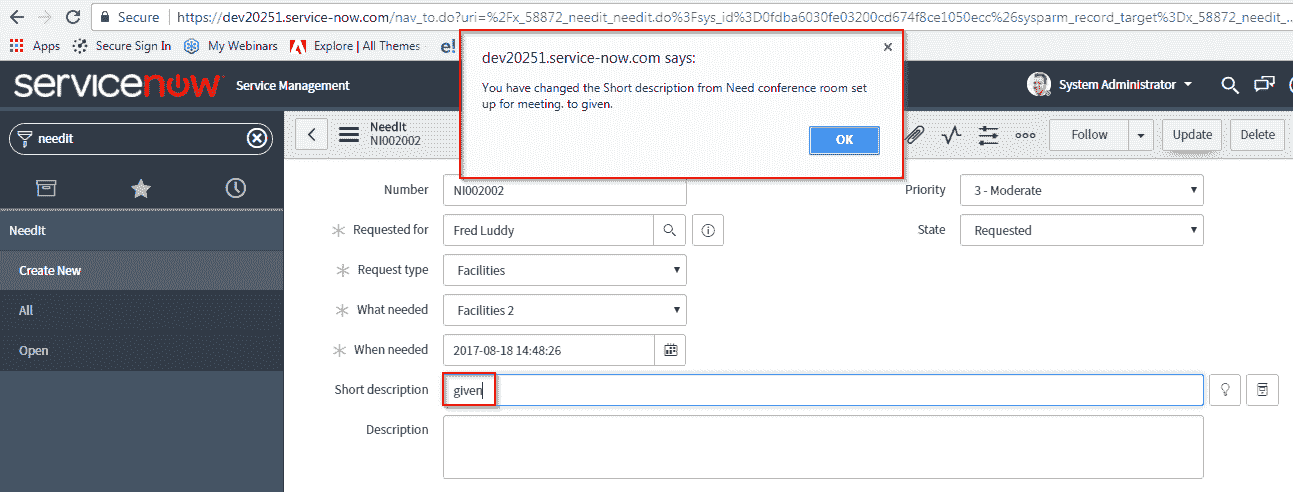 Secure https://dev20251.service-now.com/nav_to.do?uri=%2Fx_58872_needit_needit.do%3Fsys_id%3D0fdba6030fe03200cd674f8ce1050ecc%26sysparm_record_target%3Dx_58872_needit_...
Apps Secure Sign In My Webinars Explore | All Themes e!
dev20251.service-now.com says:
You have changed the Short description from Need conference room set
up for meeting. to given.
OK
servicenow Service Management
System Administrator
needit
NeedIt
NI002002
Follow Update Delete
NeedIt
Create New
All
Open
Number NI002002
Priority 3 - Moderate
Requested for Fred Luddy
State Requested
Request type Facilities
What needed Facilities 2
When needed 2017-08-18 14:48:26
Short description given
Description